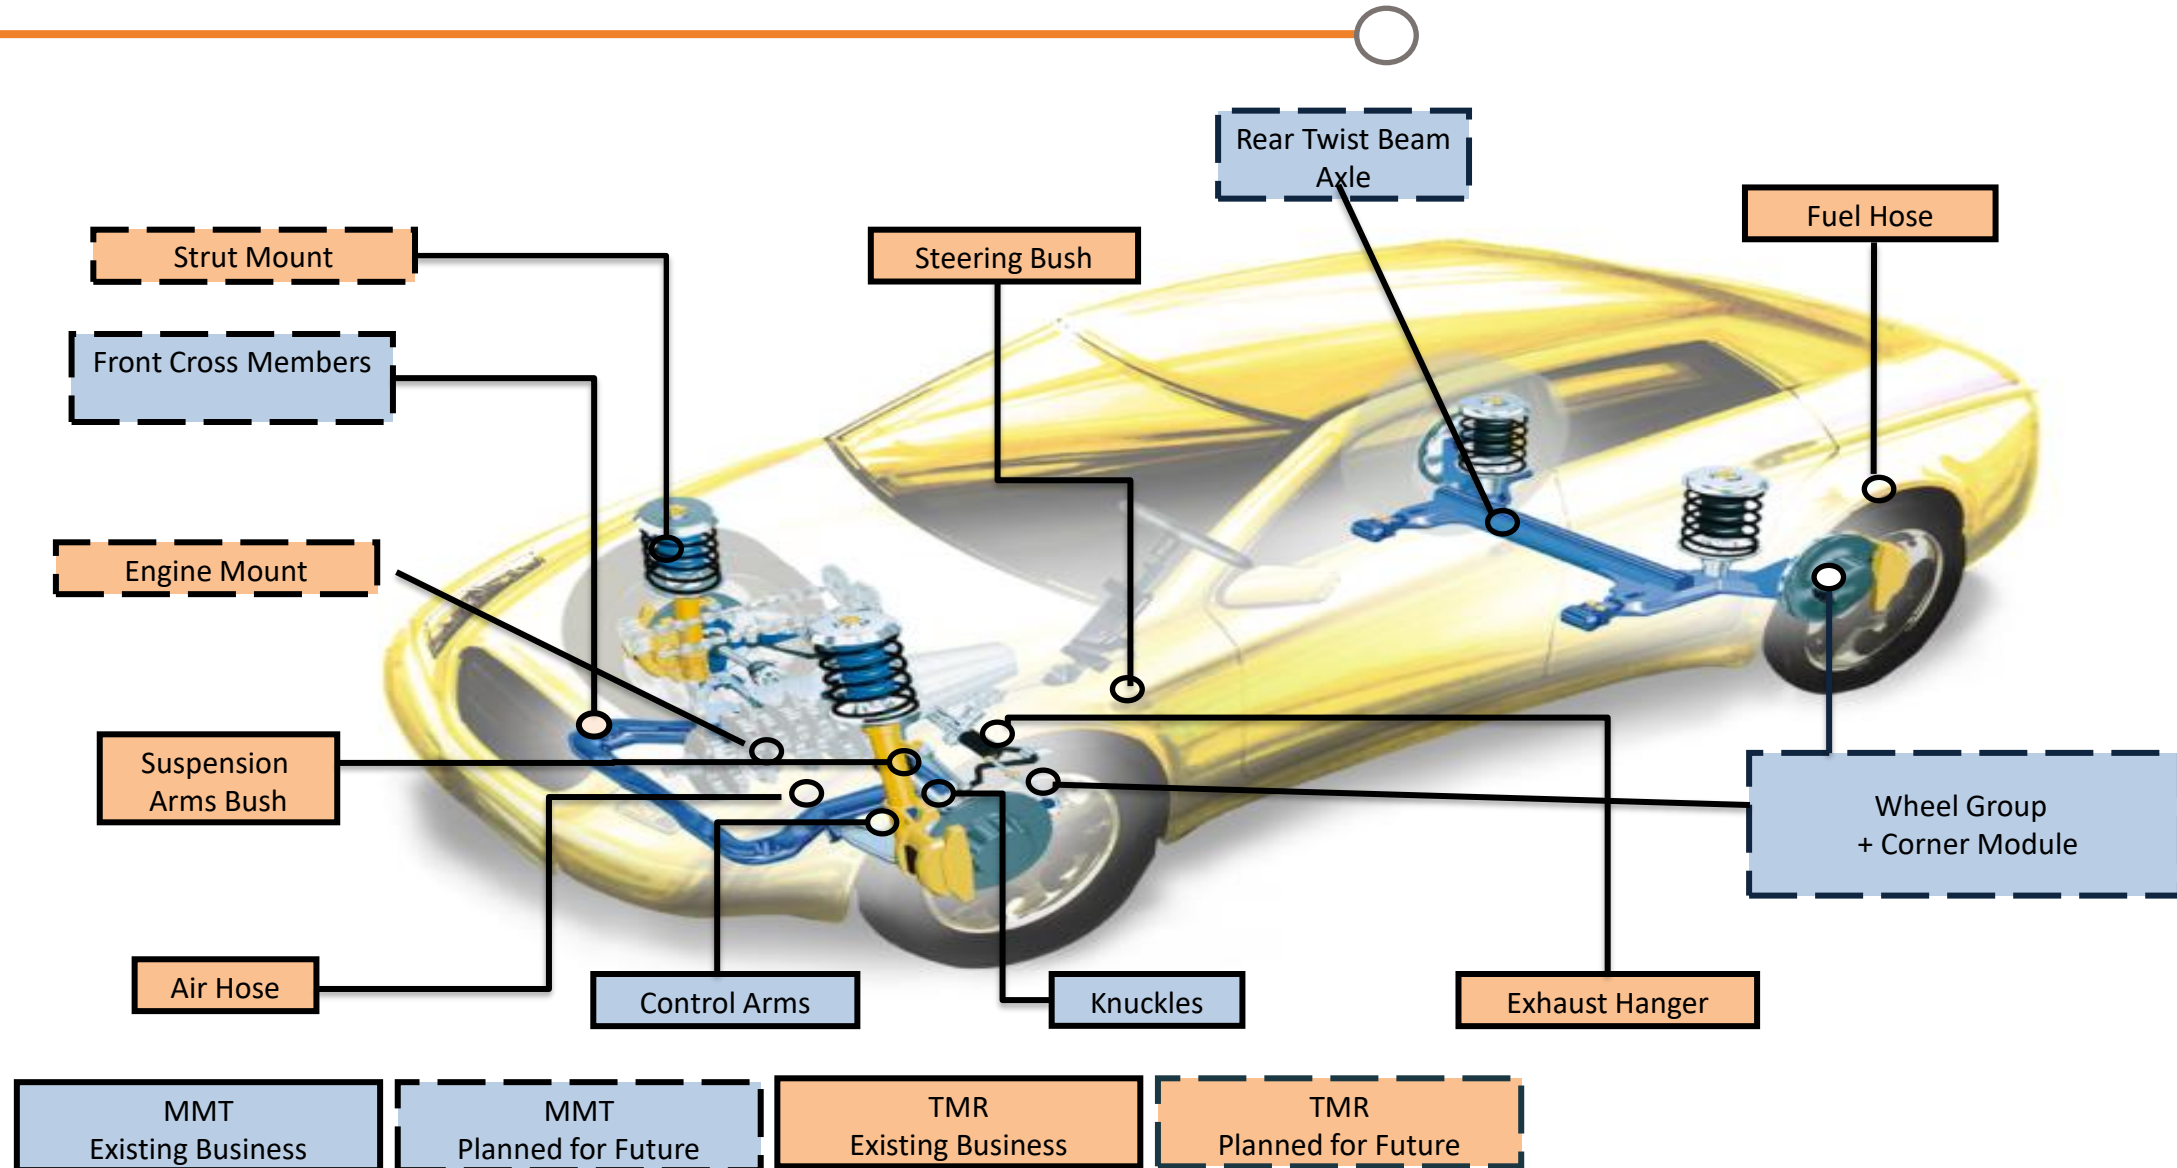 Rear Twist Beam
Axle
Fuel Hose
Strut Mount
Steering Bush
Front Cross Members
Engine Mount
Suspension
Arms Bush
Wheel Group
+ Corner Module
Air Hose
Control Arms
Knuckles
Exhaust Hanger
MMT
Existing Business
MMT
Planned for Future
TMR
Existing Business
TMR
Planned for Future